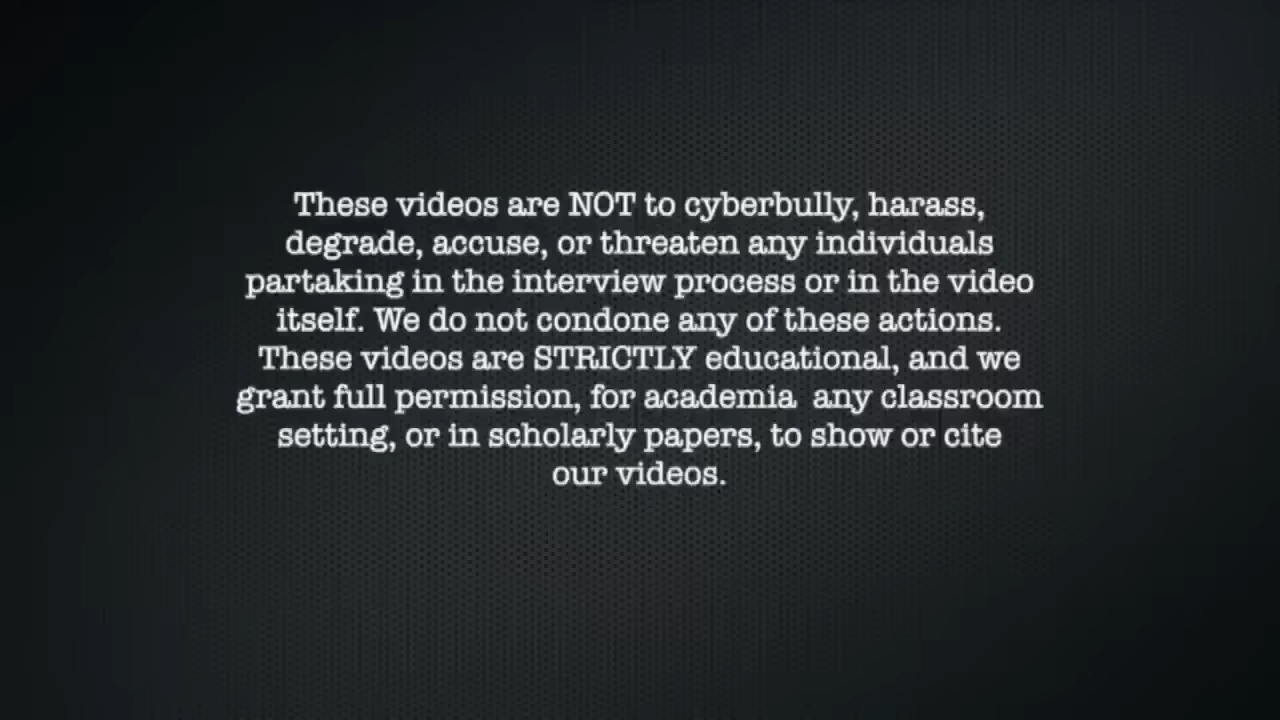 These videos are NOT to cyberbully, harass,
degrade, accuse, or threaten any individuals
partaking in the interview process or in the video
itself. We do not condone any of these actions.
These videos are STRICTLY educational, and we
grant full permission, for academia  any classroom
setting, or in scholarly papers, to show or cite
our videos.